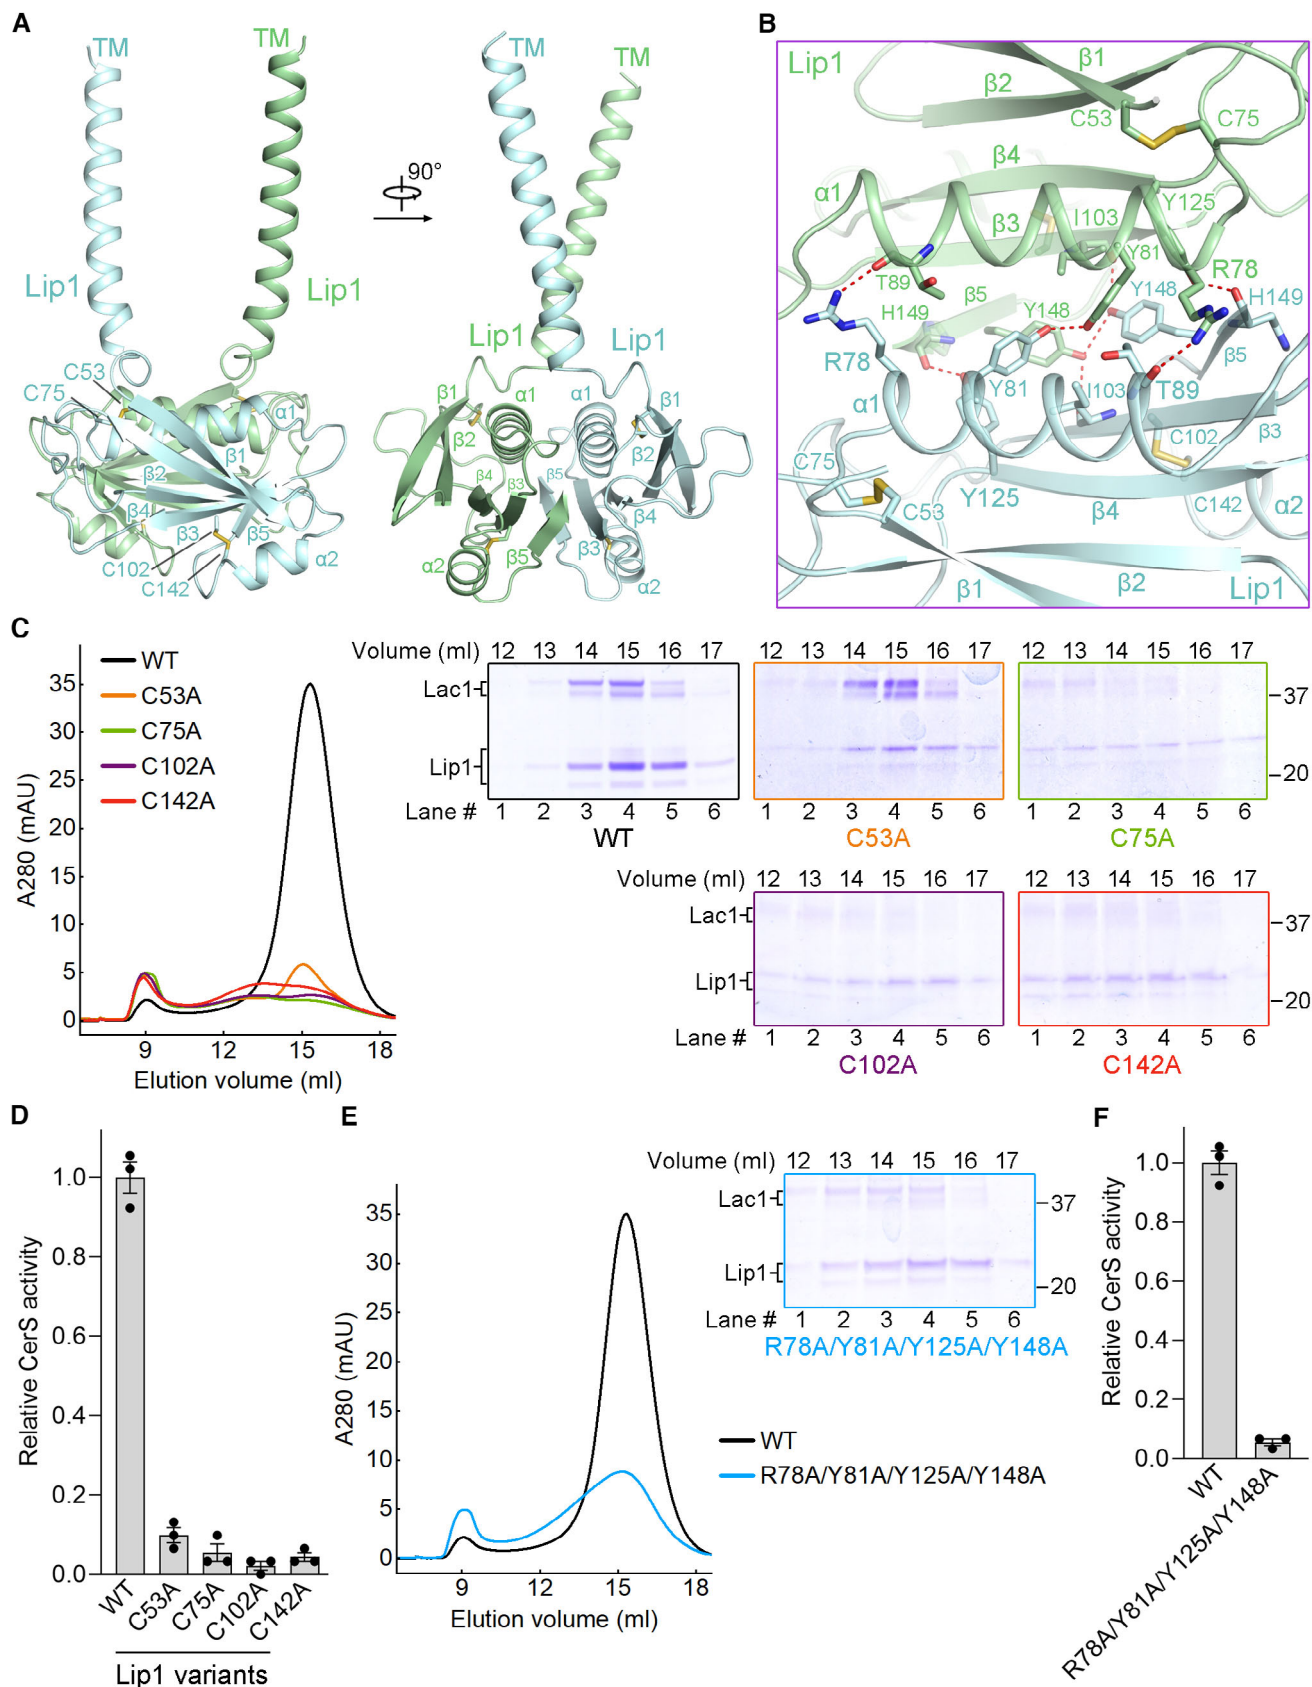 A
TM
TM
90°
TM
TM
Lip1
Lip1
Lip1
Lip1
C53
C75
α1
β1
β2
β4
β3
β5
C102
C142
α2
β1
α1
α1
β1
β2
β2
β4
β3
β5
β4
β3
α2
β5
α2
B
Lip1
β1
β2
C53
C75
β4
α1
Y125
β3
I103
Y81
R78
T89
H149
β5
Y148
Y148
H149
R78
β5
Y81
I103
T89
α1
C102
β3
C75
Y125
C53
β4
C142
α2
β1
β2
Lip1
C
WT
C53A
C75A
C102A
C142A
35
30
25
20
15
10
5
0
A280 (mAU)
9 12 15 18
Elution volume (ml)
Volume (ml) 12 13 14 15 16 17
12 13 14 15 16 17
12 13 14 15 16 17
Lac1
Lip1
37
20
Lane # 1 2 3 4 5 6
1 2 3 4 5 6
1 2 3 4 5 6
WT
C53A
C75A
Volume (ml) 12 13 14 15 16 17
12 13 14 15 16 17
Lac1
Lip1
37
20
Lane # 1 2 3 4 5 6
1 2 3 4 5 6
C102A
C142A
D
Relative CerS activity
1.0
0.8
0.6
0.4
0.2
0.0
WT
C53A
C75A
C102A
C142A
Lip1 variants
E
A280 (mAU)
35
30
25
20
15
10
5
0
9 12 15 18
Elution volume (ml)
Volume (ml) 12 13 14 15 16 17
Lac1
Lip1
37
20
Lane # 1 2 3 4 5 6
R78A/Y81A/Y125A/Y148A
WT
R78A/Y81A/Y125A/Y148A
F
Relative CerS activity
1.0
0.8
0.6
0.4
0.2
0.0
WT
R78A/Y81A/Y125A/Y148A